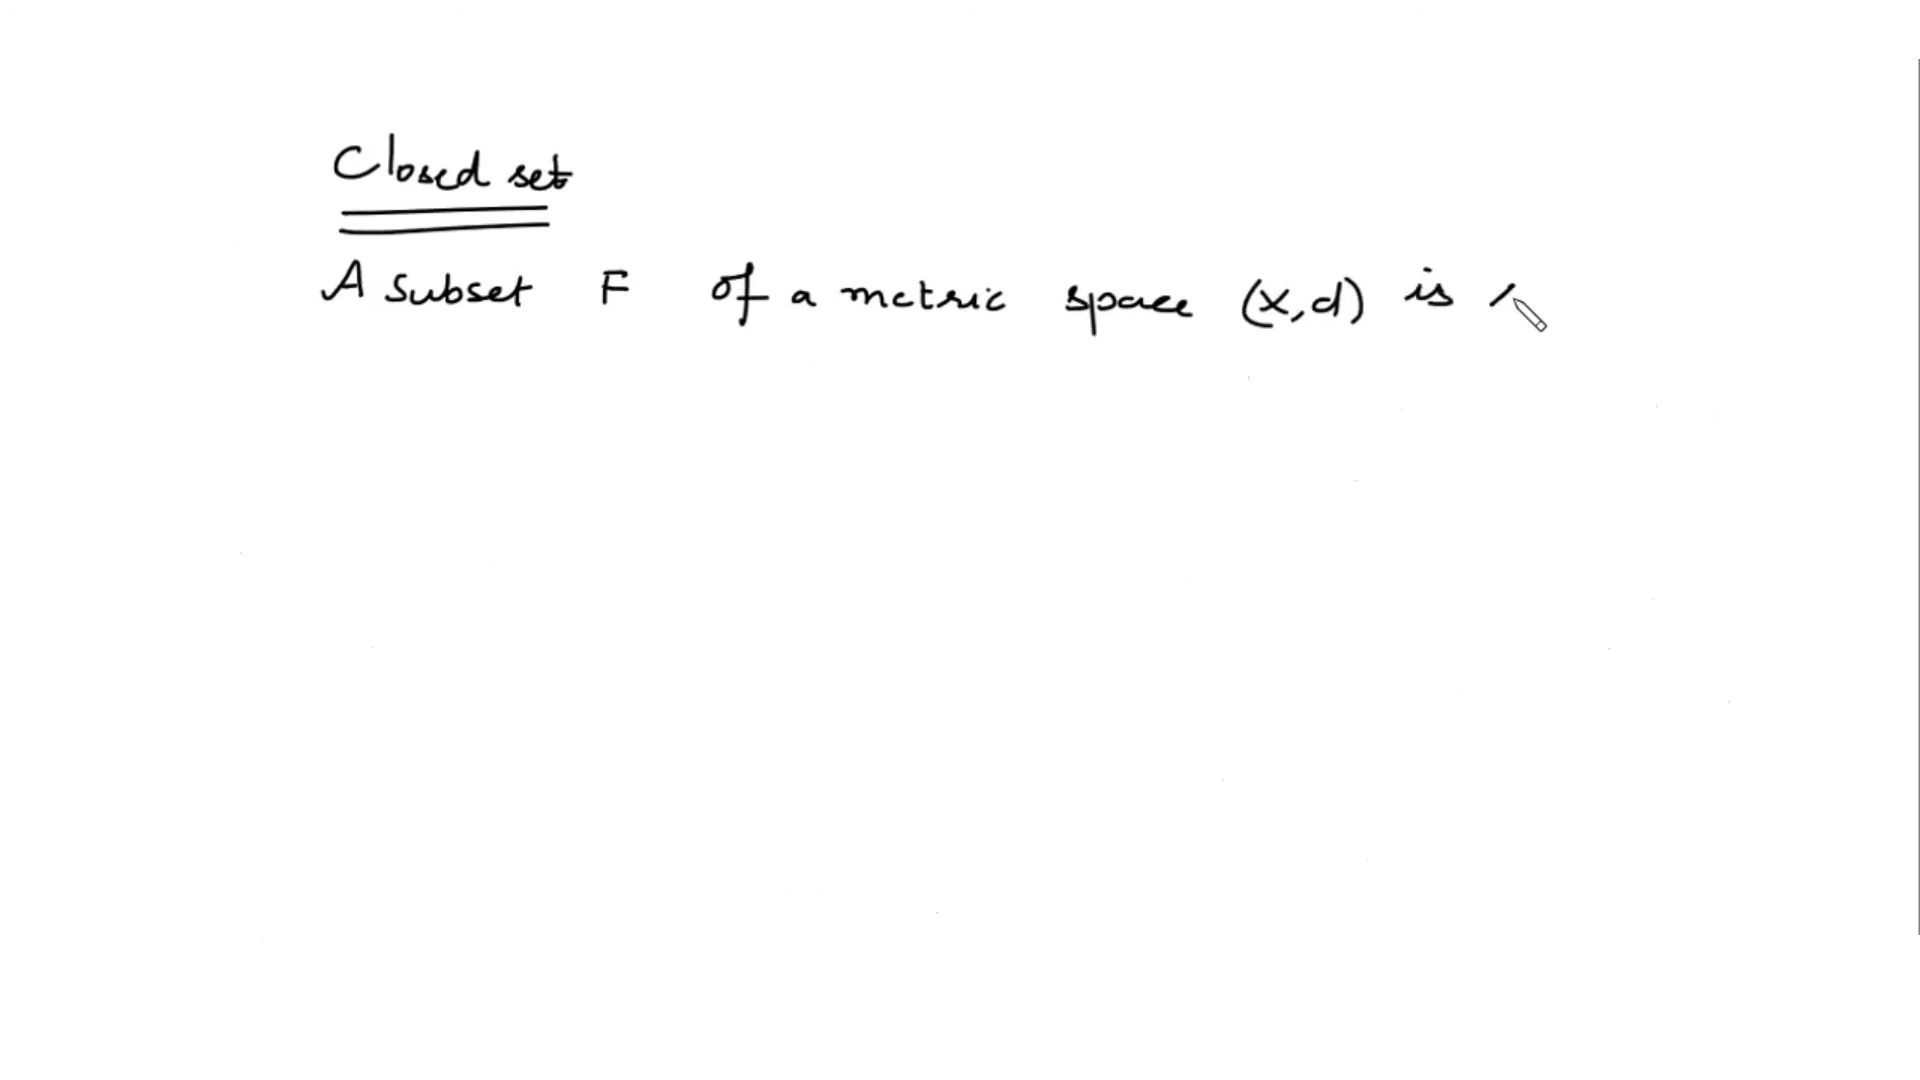 Closed set
A subset F of a metric space (X, d) is